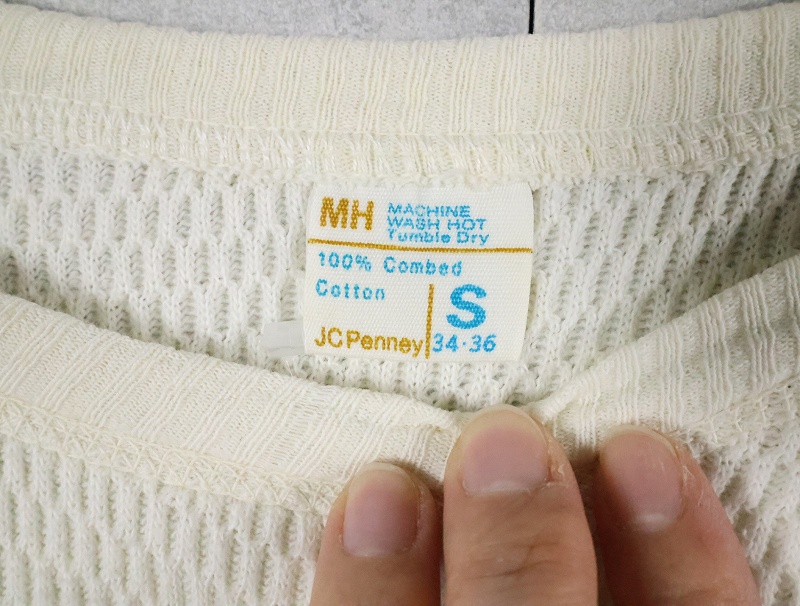 MH
MACHINE
WASH HOT
Tumble Dry
100% Combed
Cotton
S
JCPenney
34·36